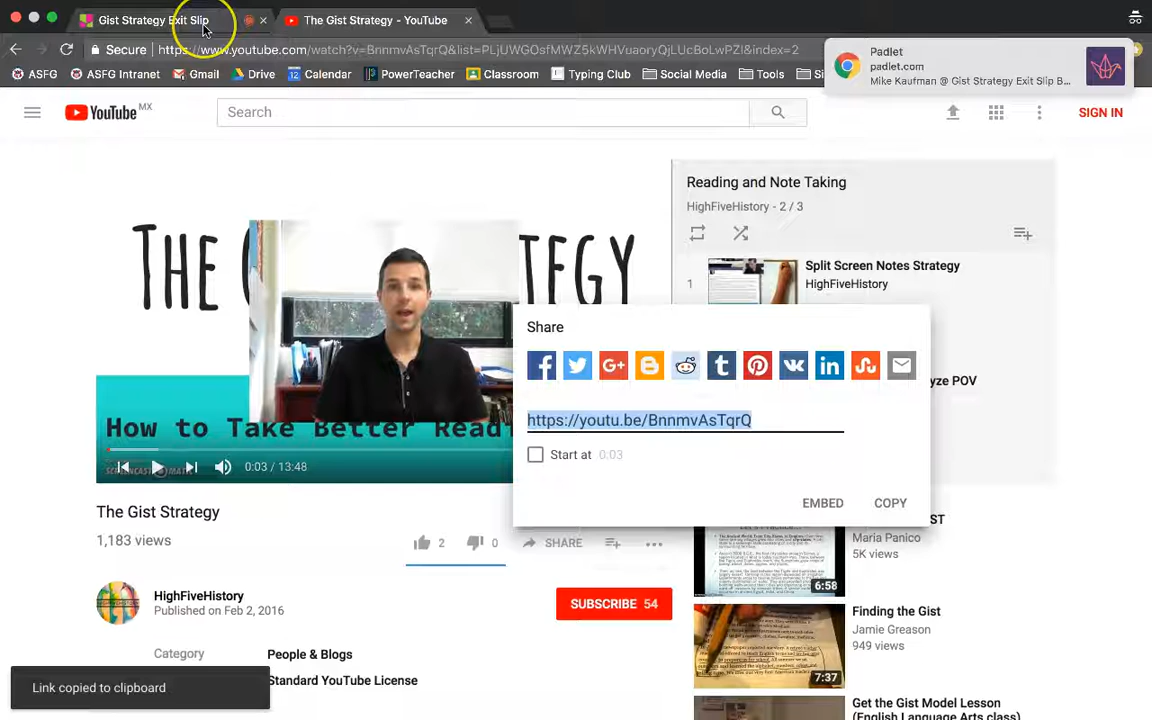 Gist Strategy Exit Slip
The Gist Strategy - YouTube
Secure
https://www.youtube.com/watch?v=BnnmvAsTqrQ&list=PLjUWGOsfMWZ5kWHVuaoryQjLUcBoLwPZI&index=2
ASFG
ASFG Intranet
Gmail
Drive
Calendar
PowerTeacher
Classroom
Typing Club
Social Media
Tools
Padlet
padlet.com
Mike Kaufman @ Gist Strategy Exit Slip B...
YouTube MX
Search
SIGN IN
Reading and Note Taking
HighFiveHistory - 2 / 3
1
Split Screen Notes Strategy
HighFiveHistory
THE
How to Take Better
0:03 / 13:48
Share
https://youtu.be/BnnmvAsTqrQ
Start at 0:03
EMBED
COPY
The Gist Strategy
1,183 views
2
0
SHARE
HighFiveHistory
Published on Feb 2, 2016
SUBSCRIBE 54
Category
People & Blogs
Standard YouTube License
Link copied to clipboard
Maria Panico
5K views
6:58
Finding the Gist
Jamie Greason
949 views
7:37
Get the Gist Model Lesson
(English Language Arts class)